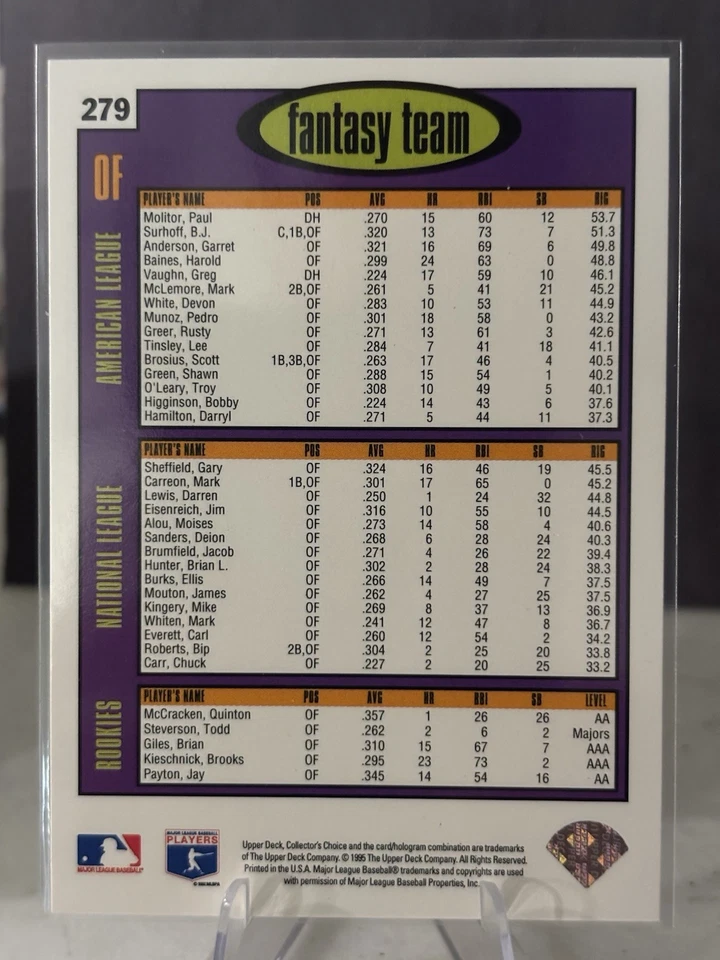 279
fantasy team
OF
AMERICAN LEAGUE
PLAYER'S NAME POS AVG HR RBI SB BIG
Molitor, Paul DH .270 15 60 12 53.7
Surhoff, B.J. C,1B,OF .320 13 73 7 51.3
Anderson, Garret OF .321 16 69 6 49.8
Baines, Harold OF .299 24 63 0 48.8
Vaughn, Greg DH .224 17 59 10 46.1
McLemore, Mark 2B,OF .261 5 41 21 45.2
White, Devon OF .283 10 53 11 44.9
Munoz, Pedro OF .301 18 58 0 43.2
Greer, Rusty OF .271 13 61 3 42.6
Tinsley, Lee OF .284 7 41 18 41.1
Brosius, Scott 1B,3B,OF .263 17 46 4 40.5
Green, Shawn OF .288 15 54 1 40.2
O'Leary, Troy OF .308 10 49 5 40.1
Higginson, Bobby OF .224 14 43 6 37.6
Hamilton, Darryl OF .271 5 44 11 37.3
NATIONAL LEAGUE
PLAYER'S NAME POS AVG HR RBI SB BIG
Sheffield, Gary OF .324 16 46 19 45.5
Carreon, Mark 1B,OF .301 17 65 0 45.2
Lewis, Darren OF .250 1 24 32 44.8
Eisenreich, Jim OF .316 10 55 10 44.5
Alou, Moises OF .273 14 58 4 40.6
Sanders, Deion OF .268 6 28 24 40.3
Brumfield, Jacob OF .271 4 26 22 39.4
Hunter, Brian L. OF .302 2 28 24 38.3
Burks, Ellis OF .266 14 49 7 37.5
Mouton, James OF .262 4 27 25 37.5
Kingery, Mike OF .269 8 37 13 36.9
Whiten, Mark OF .241 12 47 8 36.7
Everett, Carl OF .260 12 54 2 34.2
Roberts, Bip 2B,OF .304 2 25 20 33.8
Carr, Chuck OF .227 2 20 25 33.2
ROOKIES
PLAYER'S NAME POS AVG HR RBI SB LEVEL
McCracken, Quinton OF .357 1 26 26 AA
Steverson, Todd OF .262 2 6 2 Majors
Giles, Brian OF .310 15 67 7 AAA
Kieschnick, Brooks OF .295 23 73 2 AAA
Payton, Jay OF .345 14 54 16 AA
MAJOR LEAGUE BASEBALL®
MAJOR LEAGUE BASEBALL
PLAYERS
Upper Deck, Collector's Choice and the card/hologram combination are trademarks
of The Upper Deck Company. © 1995 The Upper Deck Company. All Rights Reserved.
Printed in the U.S.A. Major League Baseball® trademarks and copyrights are used
with permission of Major League Baseball Properties, Inc.